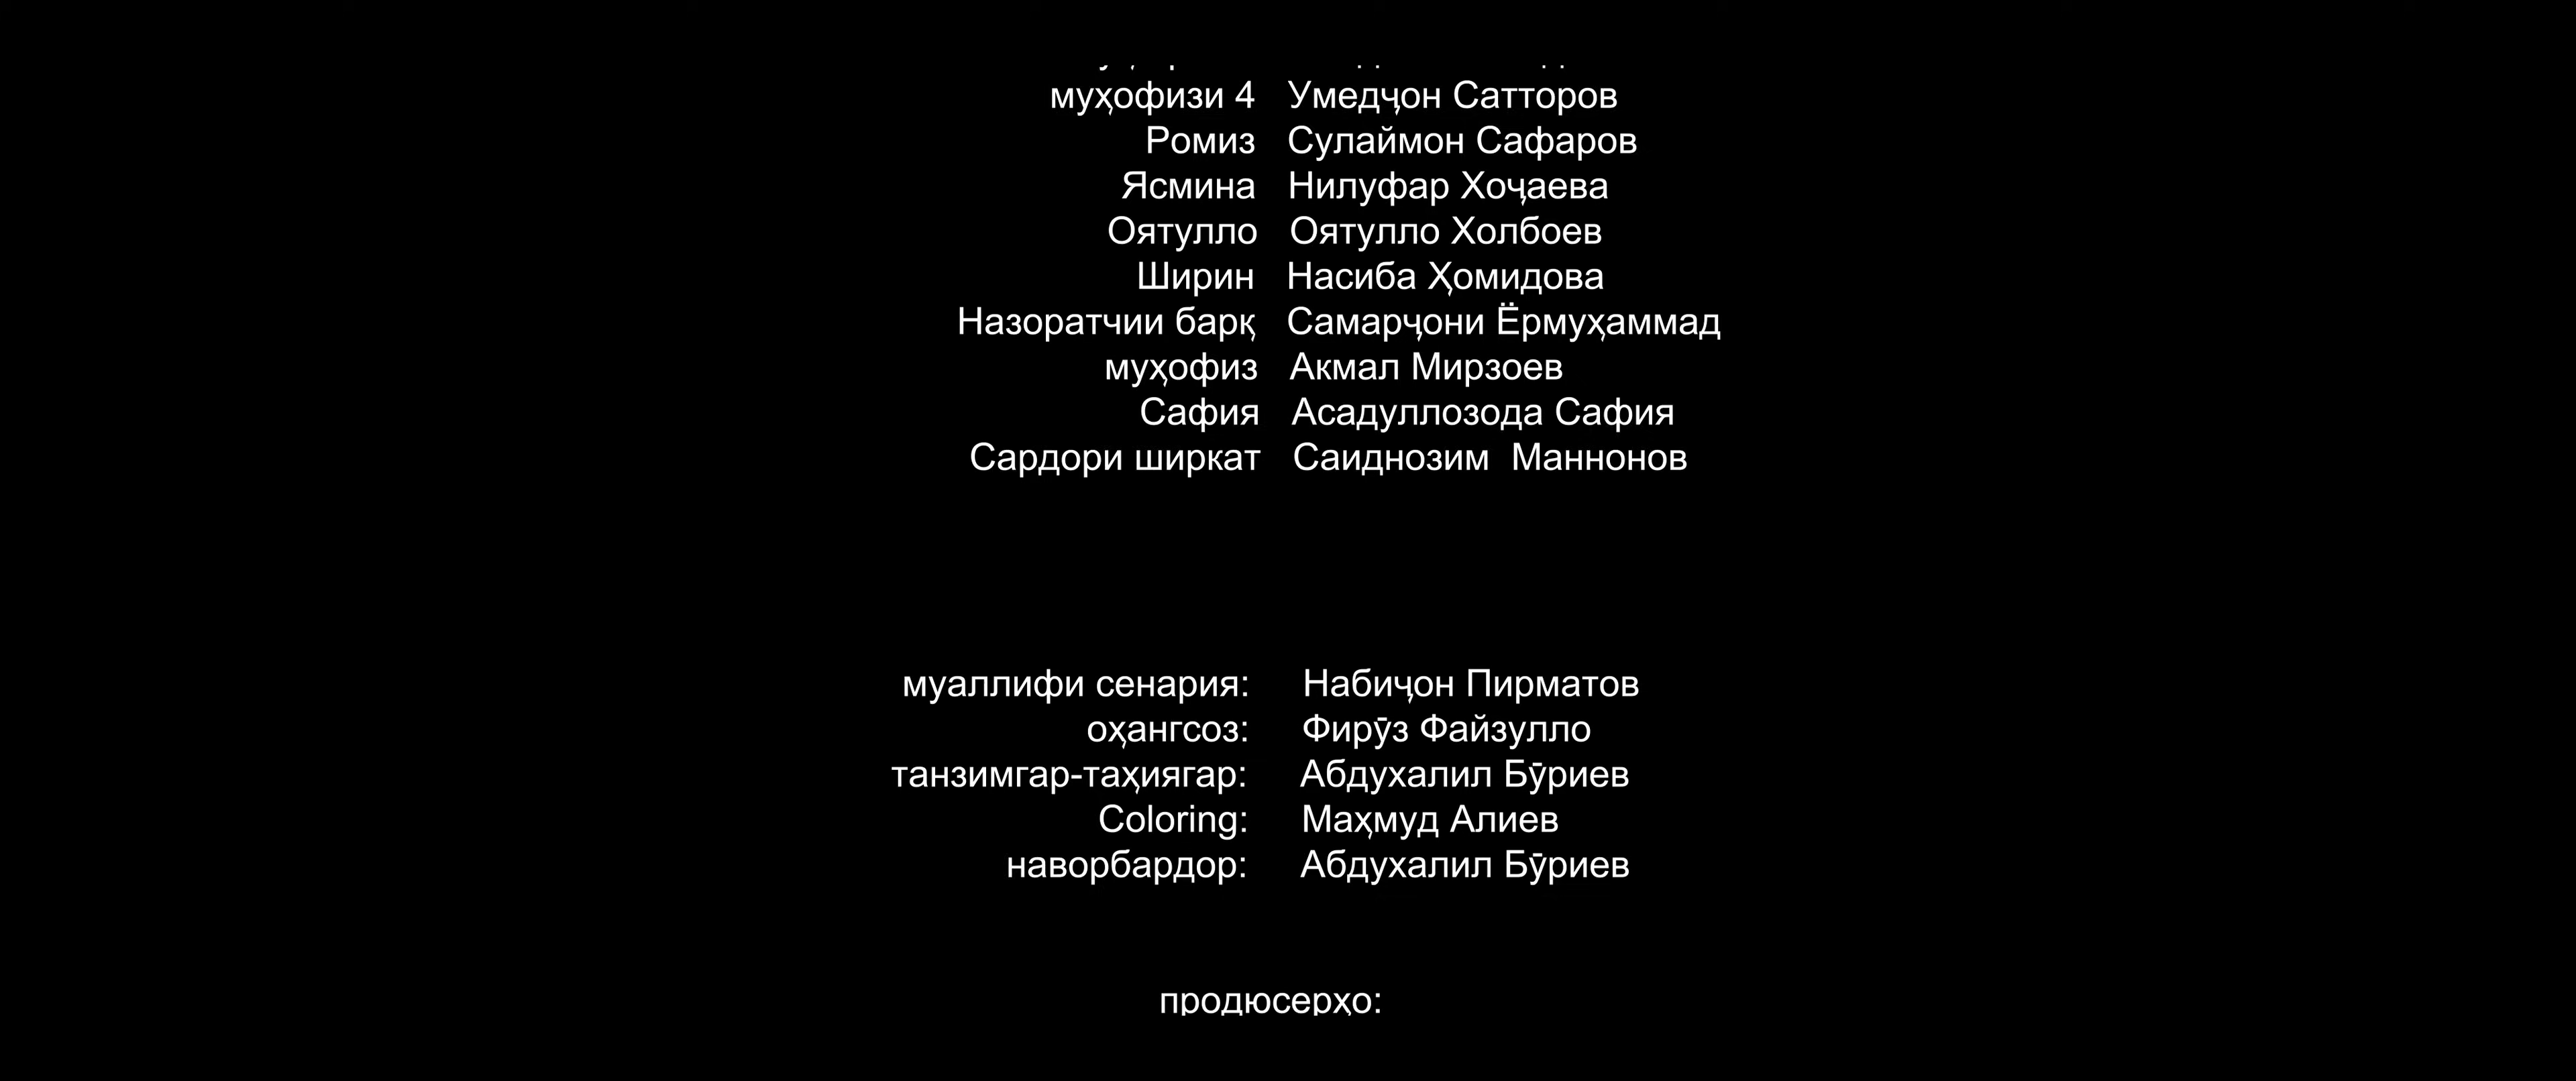 муҳофизи 4 Умедҷон Сатторов
Ромиз Сулаймон Сафаров
Ясмина Нилуфар Хоҷаева
Оятулло Оятулло Холбоев
Ширин Насиба Ҳомидова
Назоратчии барқ Самарҷони Ёрмуҳаммад
муҳофиз Акмал Мирзоев
Сафия Асадуллозода Сафия
Сардори ширкат Саиднозим Маннонов
муаллифи сенария: Набиҷон Пирматов
оҳангсоз: Фирӯз Файзулло
танзимгар-таҳиягар: Абдухалил Бӯриев
Coloring: Маҳмуд Алиев
наворбардор: Абдухалил Бӯриев
продюсерҳо: